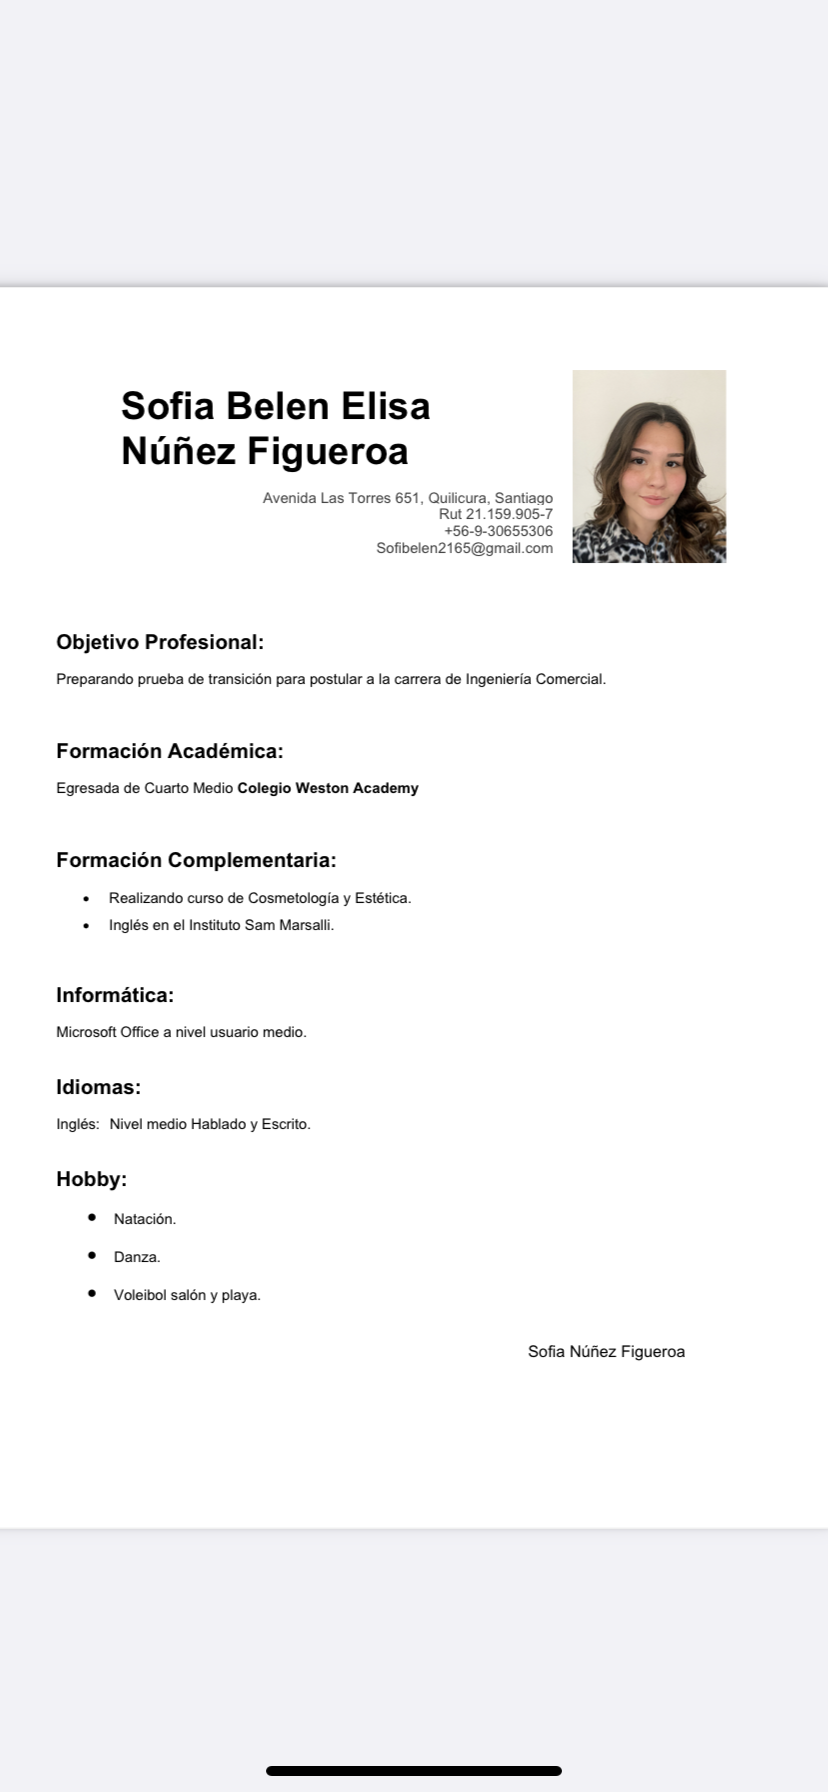 Sofia Belen Elisa
Núñez Figueroa
Avenida Las Torres 651, Quilicura, Santiago
Rut 21.159.905-7
+56-9-30655306
Sofibelen2165@gmail.com
Objetivo Profesional:
Preparando prueba de transición para postular a la carrera de Ingeniería Comercial.
Formación Académica:
Egresada de Cuarto Medio Colegio Weston Academy
Formación Complementaria:
• Realizando curso de Cosmetología y Estética.
• Inglés en el Instituto Sam Marsalli.
Informática:
Microsoft Office a nivel usuario medio.
Idiomas:
Inglés: Nivel medio Hablado y Escrito.
Hobby:
• Natación.
• Danza.
• Voleibol salón y playa.
Sofia Núñez Figueroa